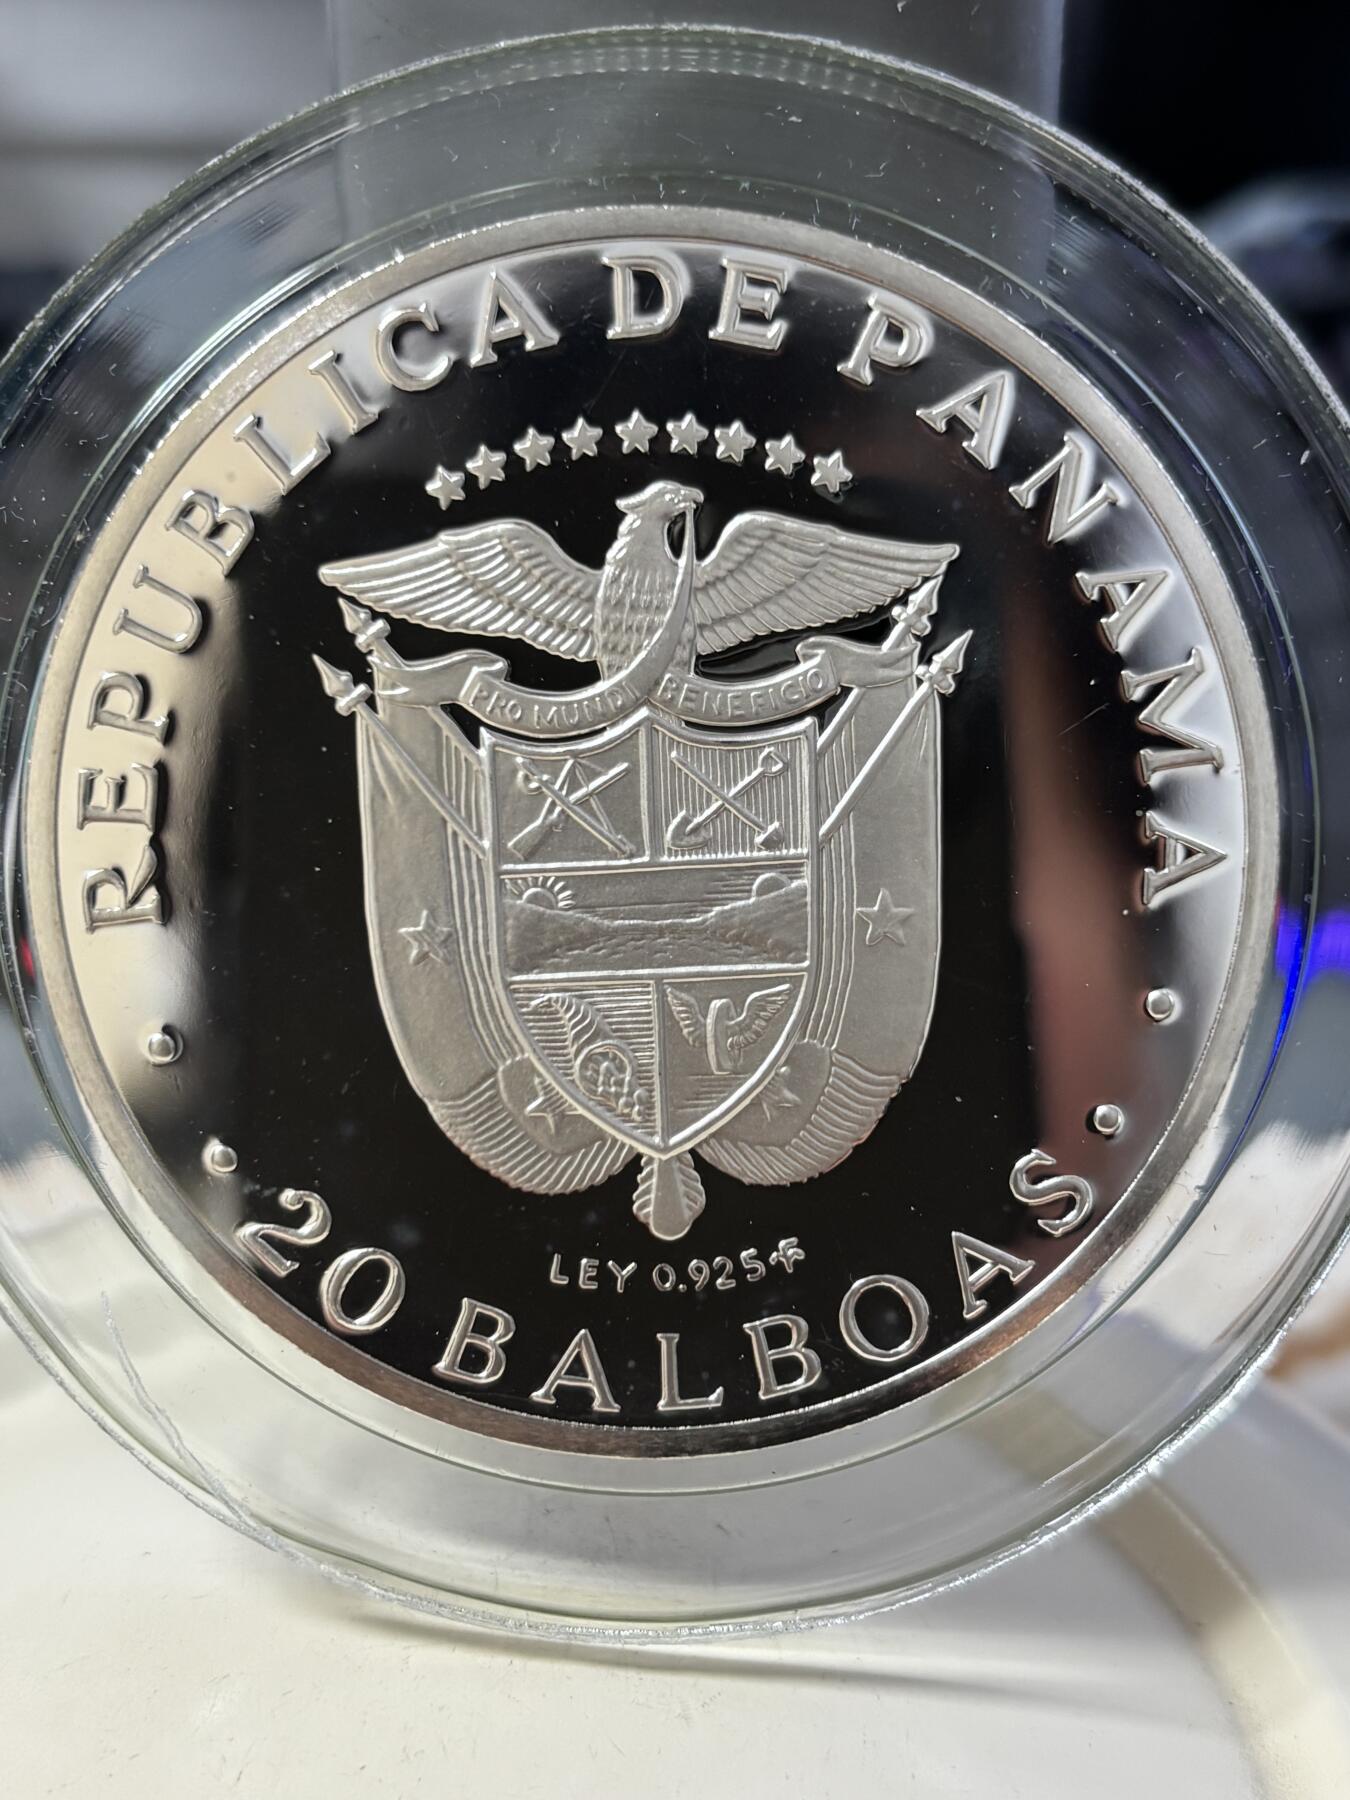 REPUBLICA DE PANAMA
PRO MUNDI BENEFICIO
LEY 0.925
20 BALBOAS